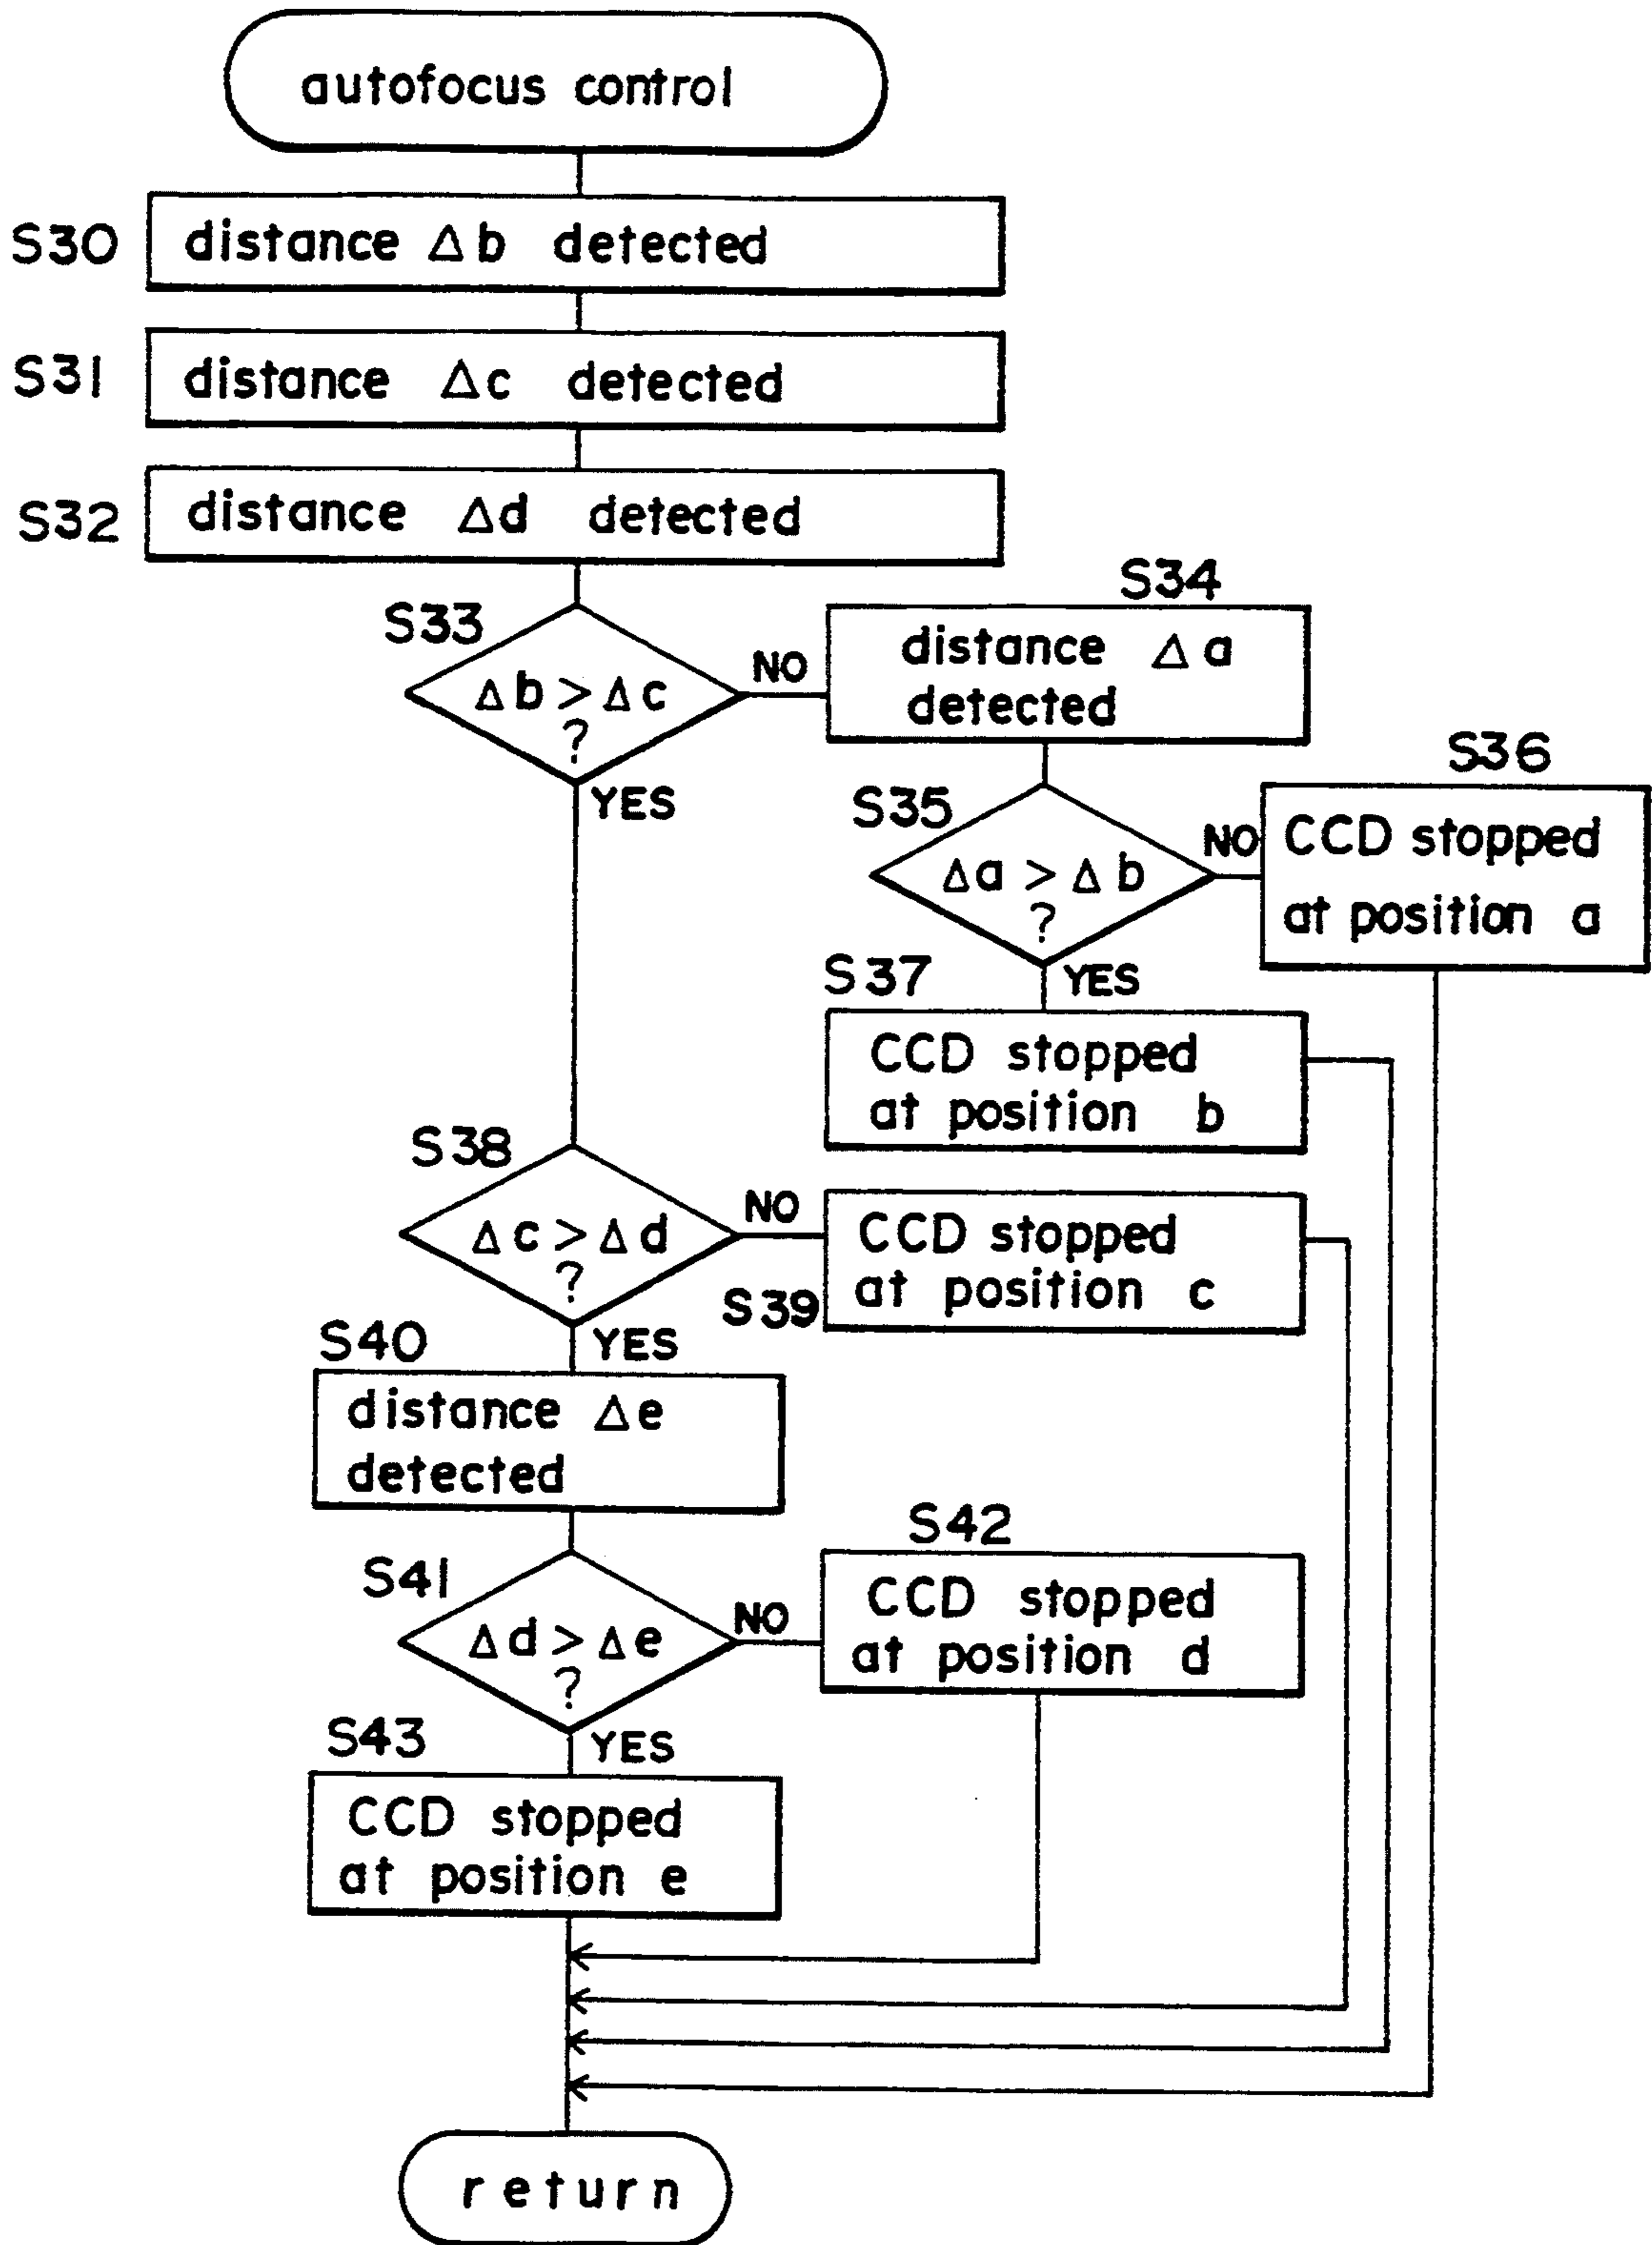 autofocus control
S30
distance Δb detected
S31
distance Δc detected
S32
distance Δd detected
S33
Δb > Δc
?
NO
YES
S34
distance Δa
detected
S35
Δa > Δb
?
NO
YES
S36
CCD stopped
at position a
S37
CCD stopped
at position b
S38
Δc > Δd
?
NO
YES
S39
CCD stopped
at position c
S40
distance Δe
detected
S41
Δd > Δe
?
NO
YES
S42
CCD stopped
at position d
S43
CCD stopped
at position e
return